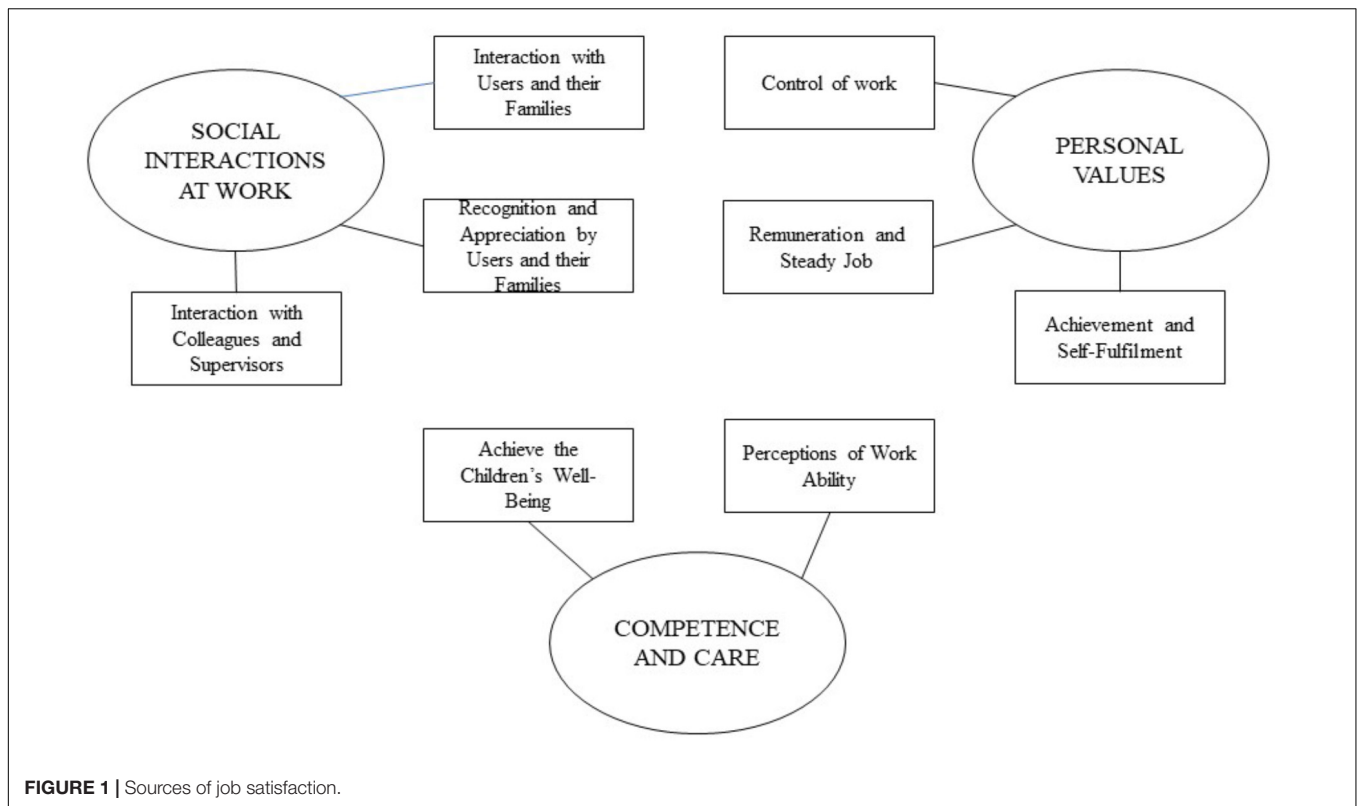 SOCIAL
INTERACTIONS
AT WORK
Interaction with
Users and their
Families
Recognition and
Appreciation by
Users and their
Families
Interaction with
Colleagues and
Supervisors
Control of work
PERSONAL
VALUES
Remuneration and
Steady Job
Achievement and
Self-Fulfilment
Achieve the
Children's Well-
Being
Perceptions of Work
Ability
COMPETENCE
AND CARE
FIGURE 1 | Sources of job satisfaction.